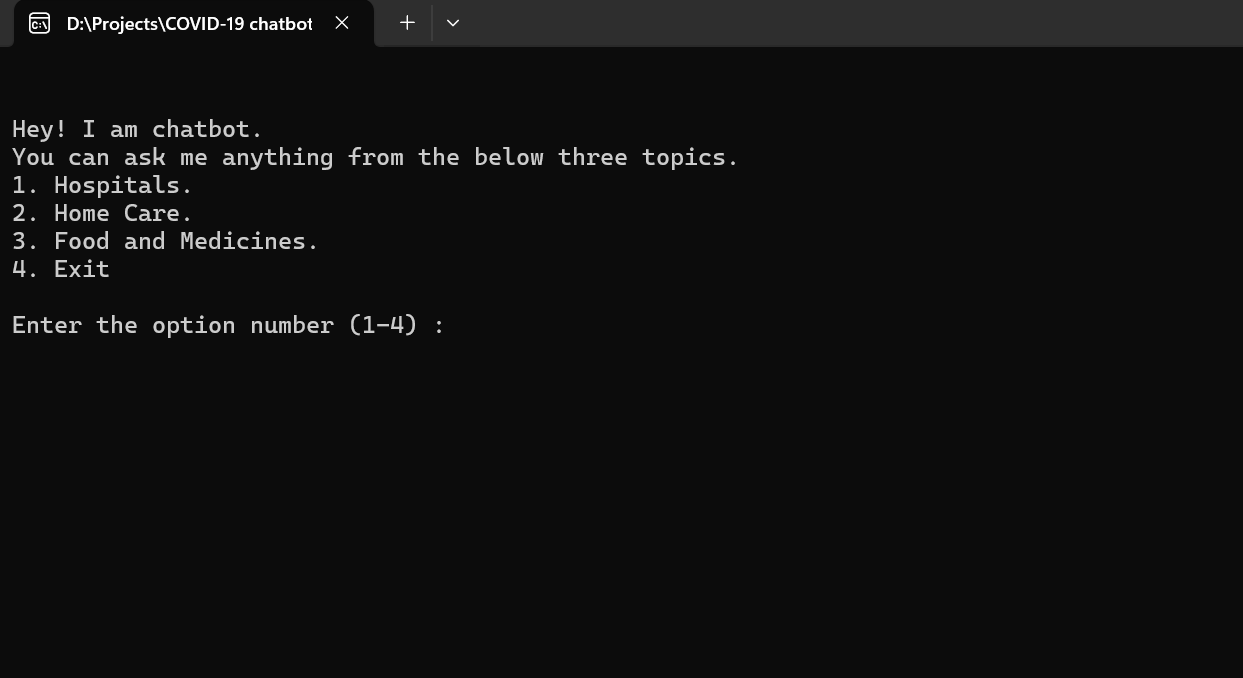 D:\Projects\COVID-19 chatbot
Hey! I am chatbot.
You can ask me anything from the below three topics.
1. Hospitals.
2. Home Care.
3. Food and Medicines.
4. Exit
Enter the option number (1-4) :